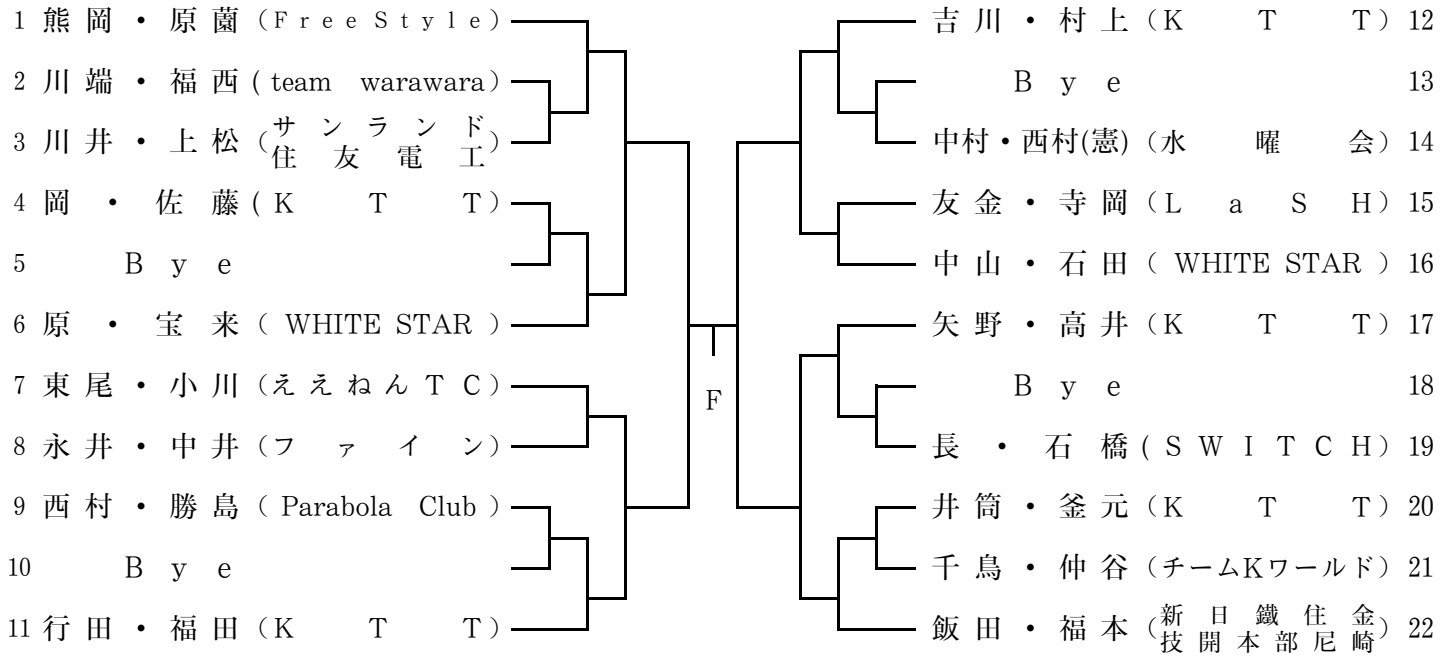 1 熊岡・原薗(FreeStyle)
2 川端・福西(team warawara)
3 川井・上松(サンランド
住友電工)
4 岡・佐藤(KTT)
5 Bye
6 原・宝来(WHITE STAR)
7 東尾・小川(ええねんTC)
8 永井・中井(ファイン)
9 西村・勝島(Parabola Club)
10 Bye
11 行田・福田(KTT)
F
吉川・村上(KTT) 12
Bye 13
中村・西村(憲)(水曜会) 14
友金・寺岡(LaSH) 15
中山・石田(WHITE STAR) 16
矢野・高井(KTT) 17
Bye 18
長・石橋(SWITCH) 19
井筒・釜元(KTT) 20
千鳥・仲谷(チームKワールド) 21
飯田・福本(新日鐵住金
技開本部尼崎) 22